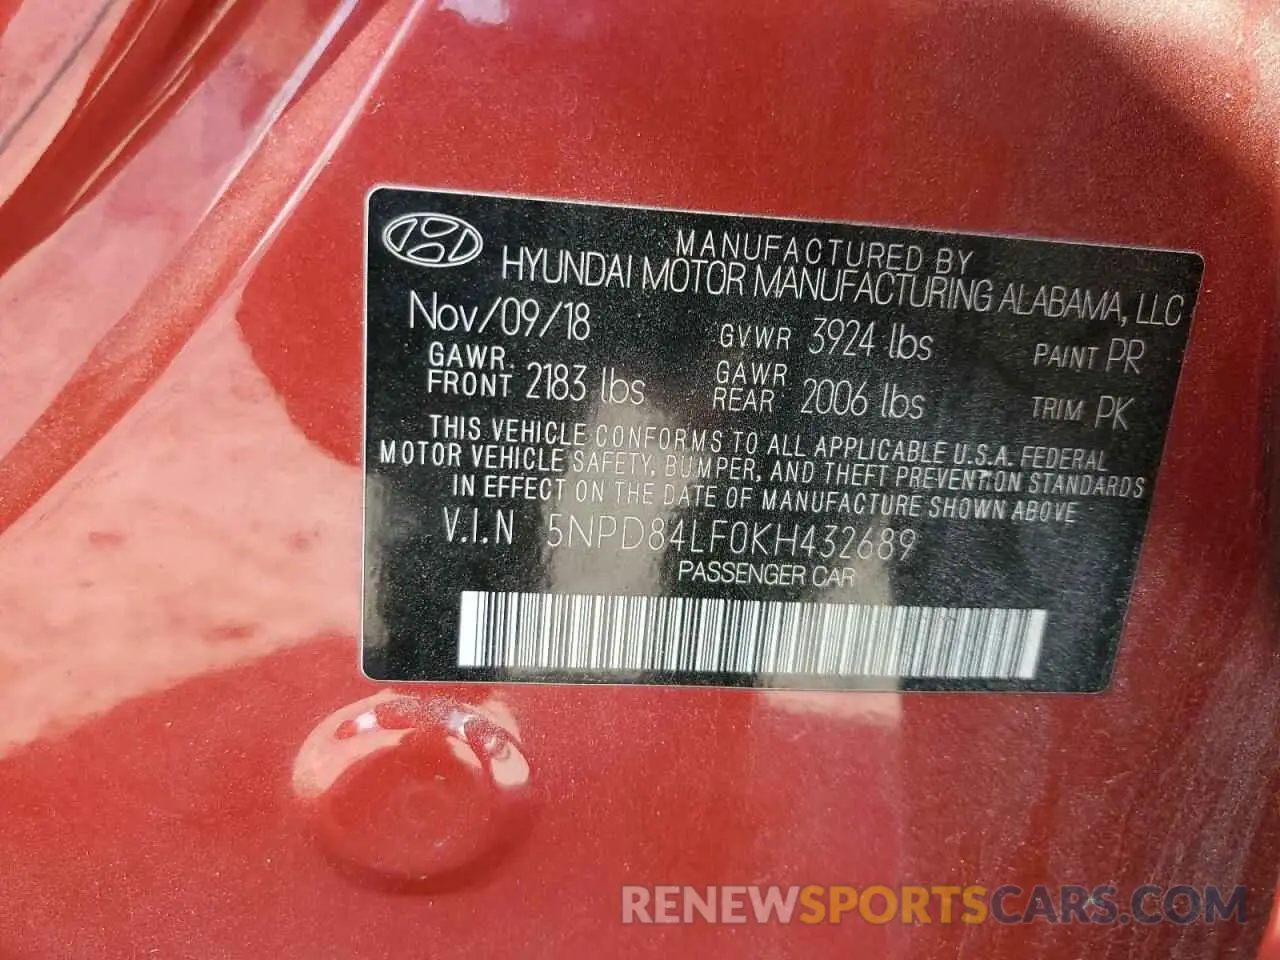 MANUFACTURED BY
HYUNDAI MOTOR MANUFACTURING ALABAMA, LLC
Nov/09/18 GVWR 3924 lbs PAINT PR
GAWR FRONT 2183 lbs GAWR REAR 2006 lbs TRIM PK
THIS VEHICLE CONFORMS TO ALL APPLICABLE U.S.A. FEDERAL
MOTOR VEHICLE SAFETY, BUMPER, AND THEFT PREVENTION STANDARDS
IN EFFECT ON THE DATE OF MANUFACTURE SHOWN ABOVE
V.I.N 5NPD84LF0KH432689
PASSENGER CAR
RENEWSPORTSCARS.COM